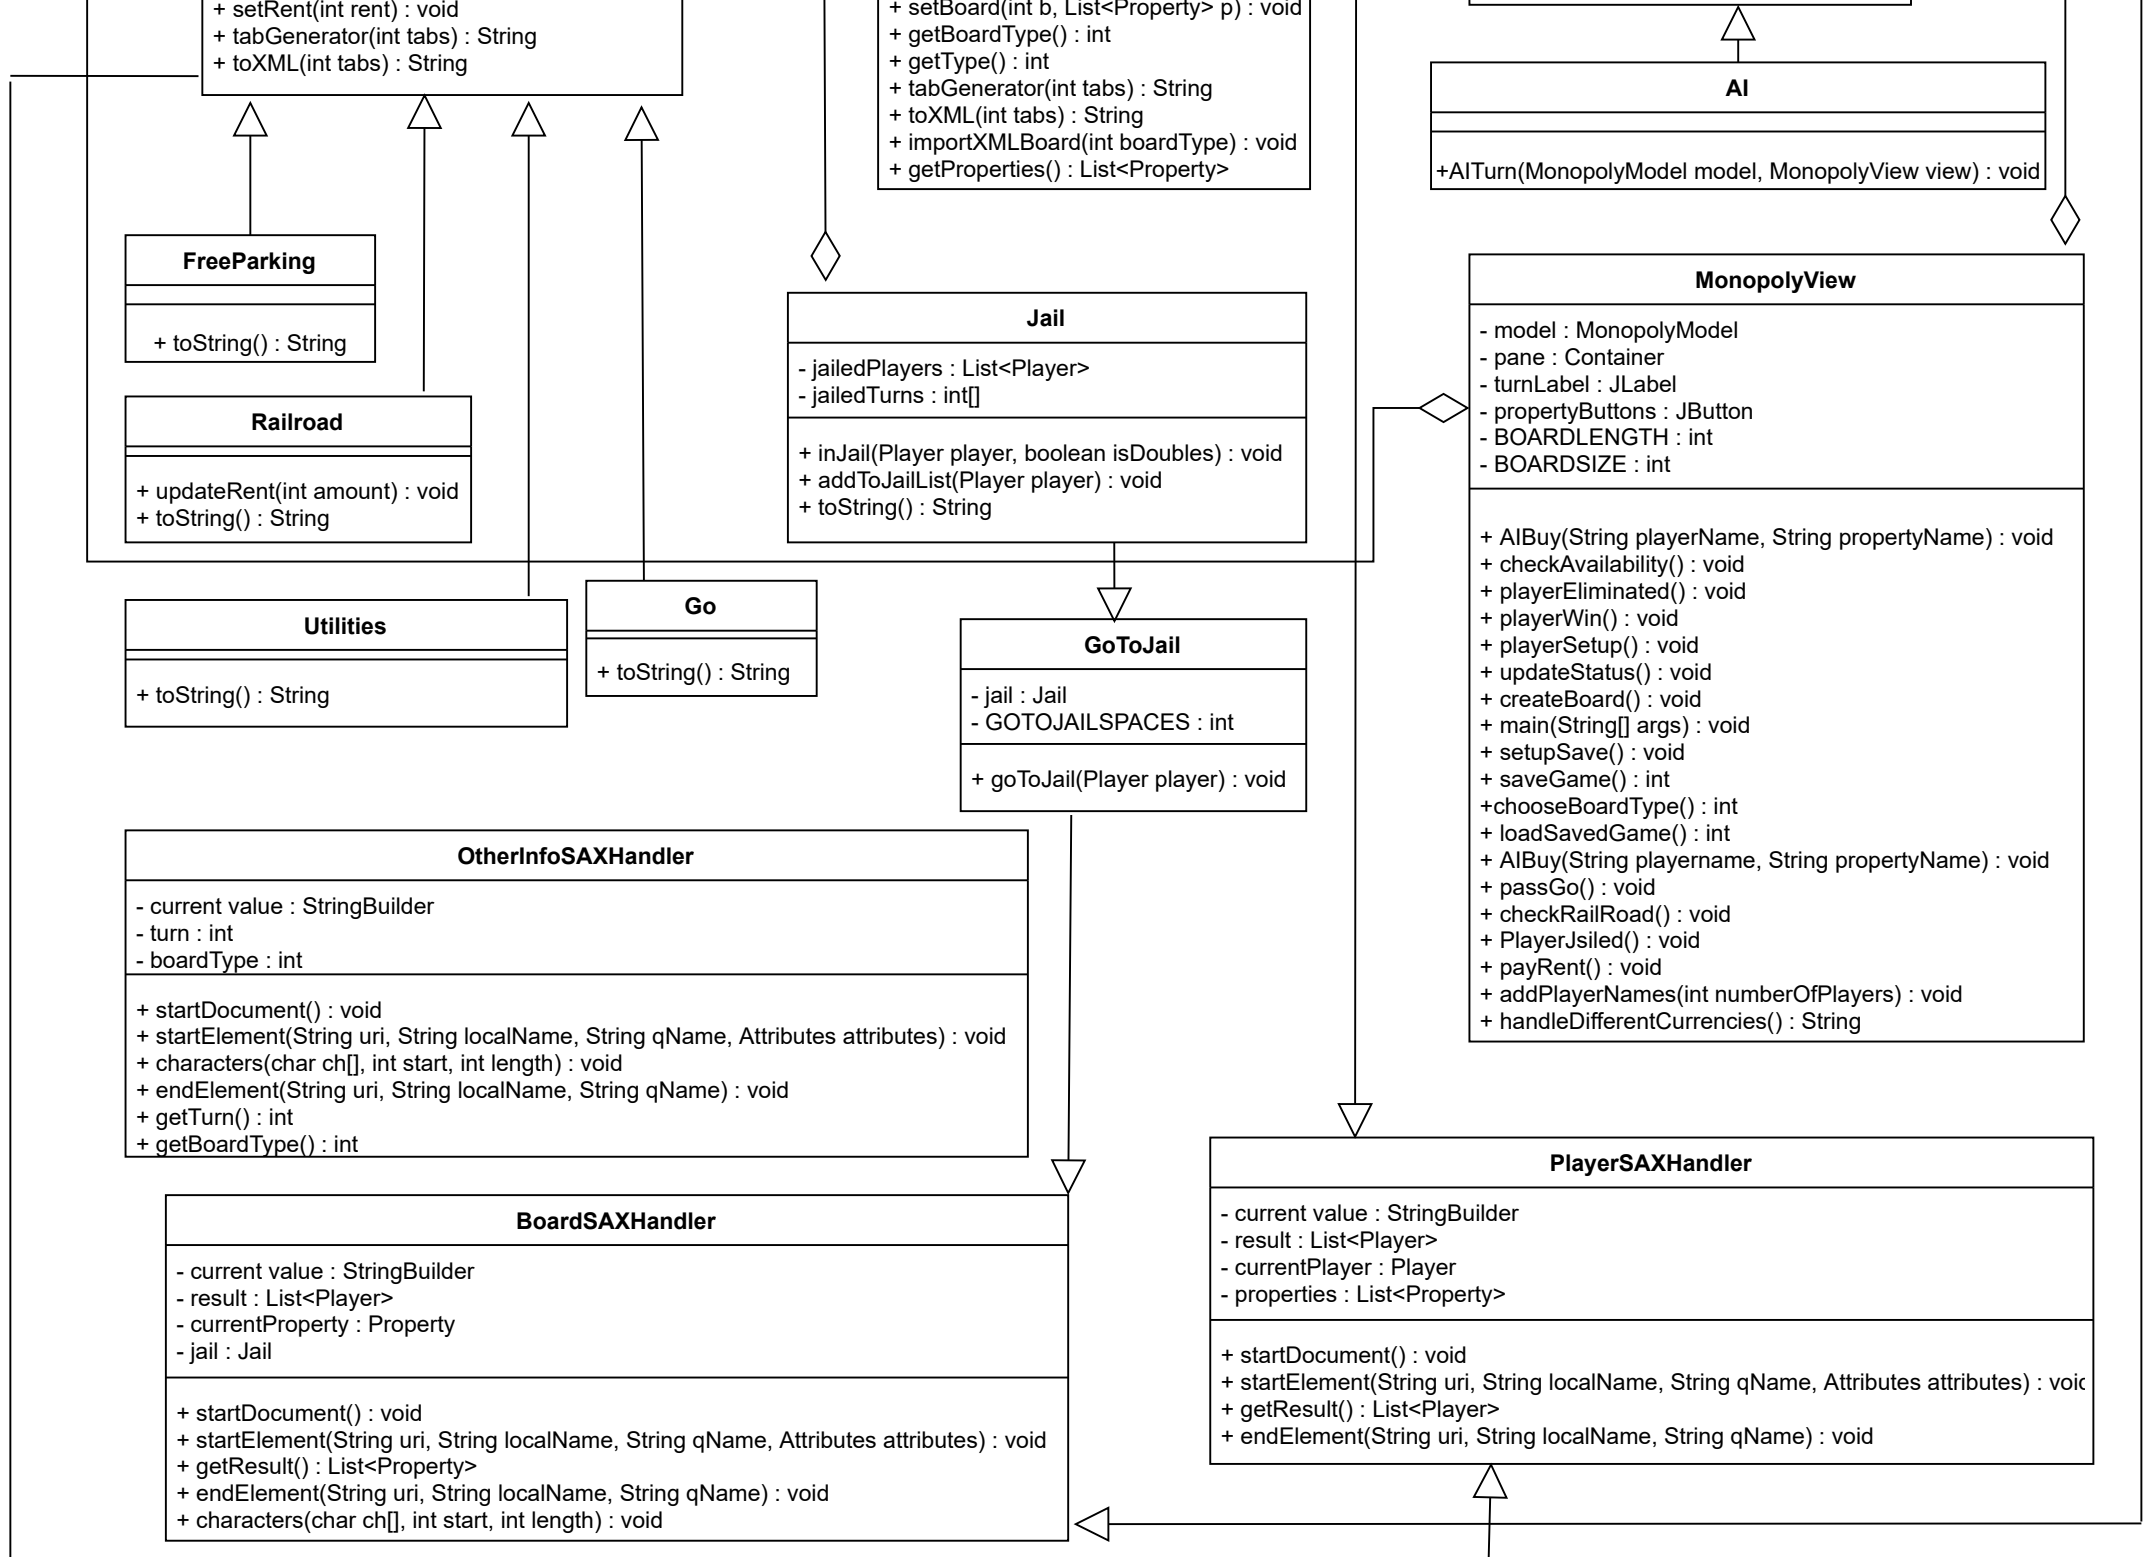 + setRent(int rent) : void
+ tabGenerator(int tabs) : String
+ toXML(int tabs) : String
+ setBoard(int b, List<Property> p) : void
+ getBoardType() : int
+ getType() : int
+ tabGenerator(int tabs) : String
+ toXML(int tabs) : String
+ importXMLBoard(int boardType) : void
+ getProperties() : List<Property>
AI
+AITurn(MonopolyModel model, MonopolyView view) : void
FreeParking
+ toString() : String
Railroad
+ updateRent(int amount) : void
+ toString() : String
Utilities
+ toString() : String
Go
+ toString() : String
Jail
- jailedPlayers : List<Player>
- jailedTurns : int[]
+ inJail(Player player, boolean isDoubles) : void
+ addToJailList(Player player) : void
+ toString() : String
GoToJail
- jail : Jail
- GOTOJAILSPACES : int
+ goToJail(Player player) : void
MonopolyView
- model : MonopolyModel
- pane : Container
- turnLabel : JLabel
- propertyButtons : JButton
- BOARDLENGTH : int
- BOARDSIZE : int
+ AIBuy(String playerName, String propertyName) : void
+ checkAvailability() : void
+ playerEliminated() : void
+ playerWin() : void
+ playerSetup() : void
+ updateStatus() : void
+ createBoard() : void
+ main(String[] args) : void
+ setupSave() : void
+ saveGame() : int
+chooseBoardType() : int
+ loadSavedGame() : int
+ AIBuy(String playername, String propertyName) : void
+ passGo() : void
+ checkRailRoad() : void
+ PlayerJsiled() : void
+ payRent() : void
+ addPlayerNames(int numberOfPlayers) : void
+ handleDifferentCurrencies() : String
OtherInfoSAXHandler
- current value : StringBuilder
- turn : int
- boardType : int
+ startDocument() : void
+ startElement(String uri, String localName, String qName, Attributes attributes) : void
+ characters(char ch[], int start, int length) : void
+ endElement(String uri, String localName, String qName) : void
+ getTurn() : int
+ getBoardType() : int
BoardSAXHandler
- current value : StringBuilder
- result : List<Player>
- currentProperty : Property
- jail : Jail
+ startDocument() : void
+ startElement(String uri, String localName, String qName, Attributes attributes) : void
+ getResult() : List<Property>
+ endElement(String uri, String localName, String qName) : void
+ characters(char ch[], int start, int length) : void
PlayerSAXHandler
- current value : StringBuilder
- result : List<Player>
- currentPlayer : Player
- properties : List<Property>
+ startDocument() : void
+ startElement(String uri, String localName, String qName, Attributes attributes) : void
+ getResult() : List<Player>
+ endElement(String uri, String localName, String qName) : void